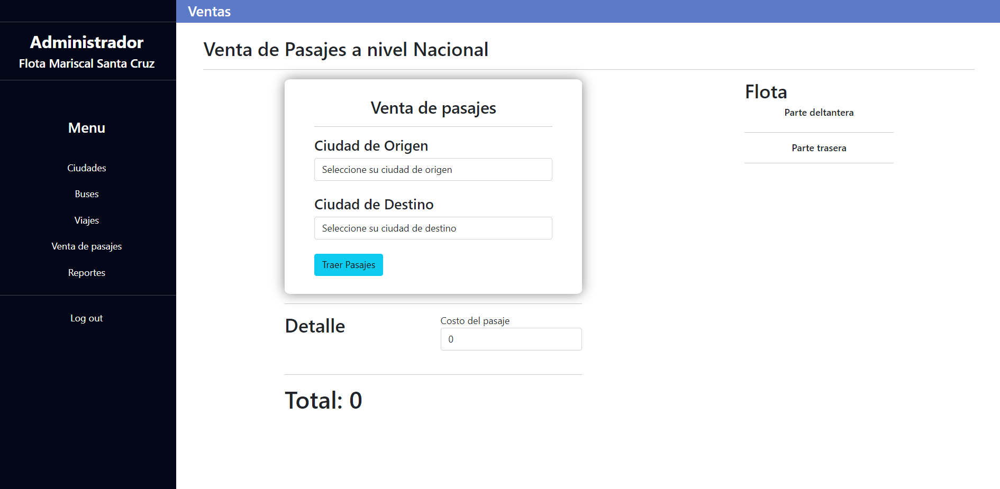 Ventas
Administrador
Flota Mariscal Santa Cruz
Menu
Ciudades
Buses
Viajes
Venta de pasajes
Reportes
Log out
Venta de Pasajes a nivel Nacional
Venta de pasajes
Ciudad de Origen
Seleccione su ciudad de origen
Ciudad de Destino
Seleccione su ciudad de destino
Traer Pasajes
Detalle
Costo del pasaje
0
Total: 0
Flota
Parte deltantera
Parte trasera